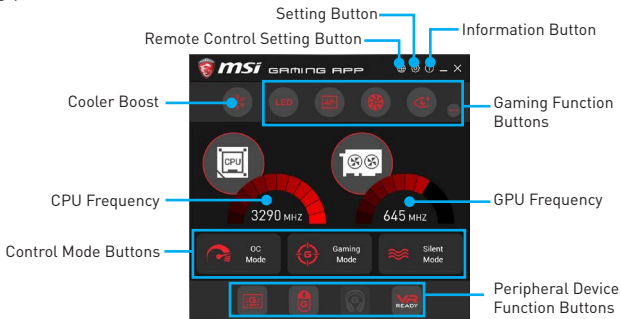 Setting Button
Information Button
Remote Control Setting Button
msi GAMING APP
Cooler Boost
LED
Gaming Function
Buttons
CPU
CPU Frequency
GPU Frequency
3290 MHZ
645 MHZ
Control Mode Buttons
OC
Mode
G
Gaming
Mode
Silent
Mode
Peripheral Device
Function Buttons
G
G
VR
READY